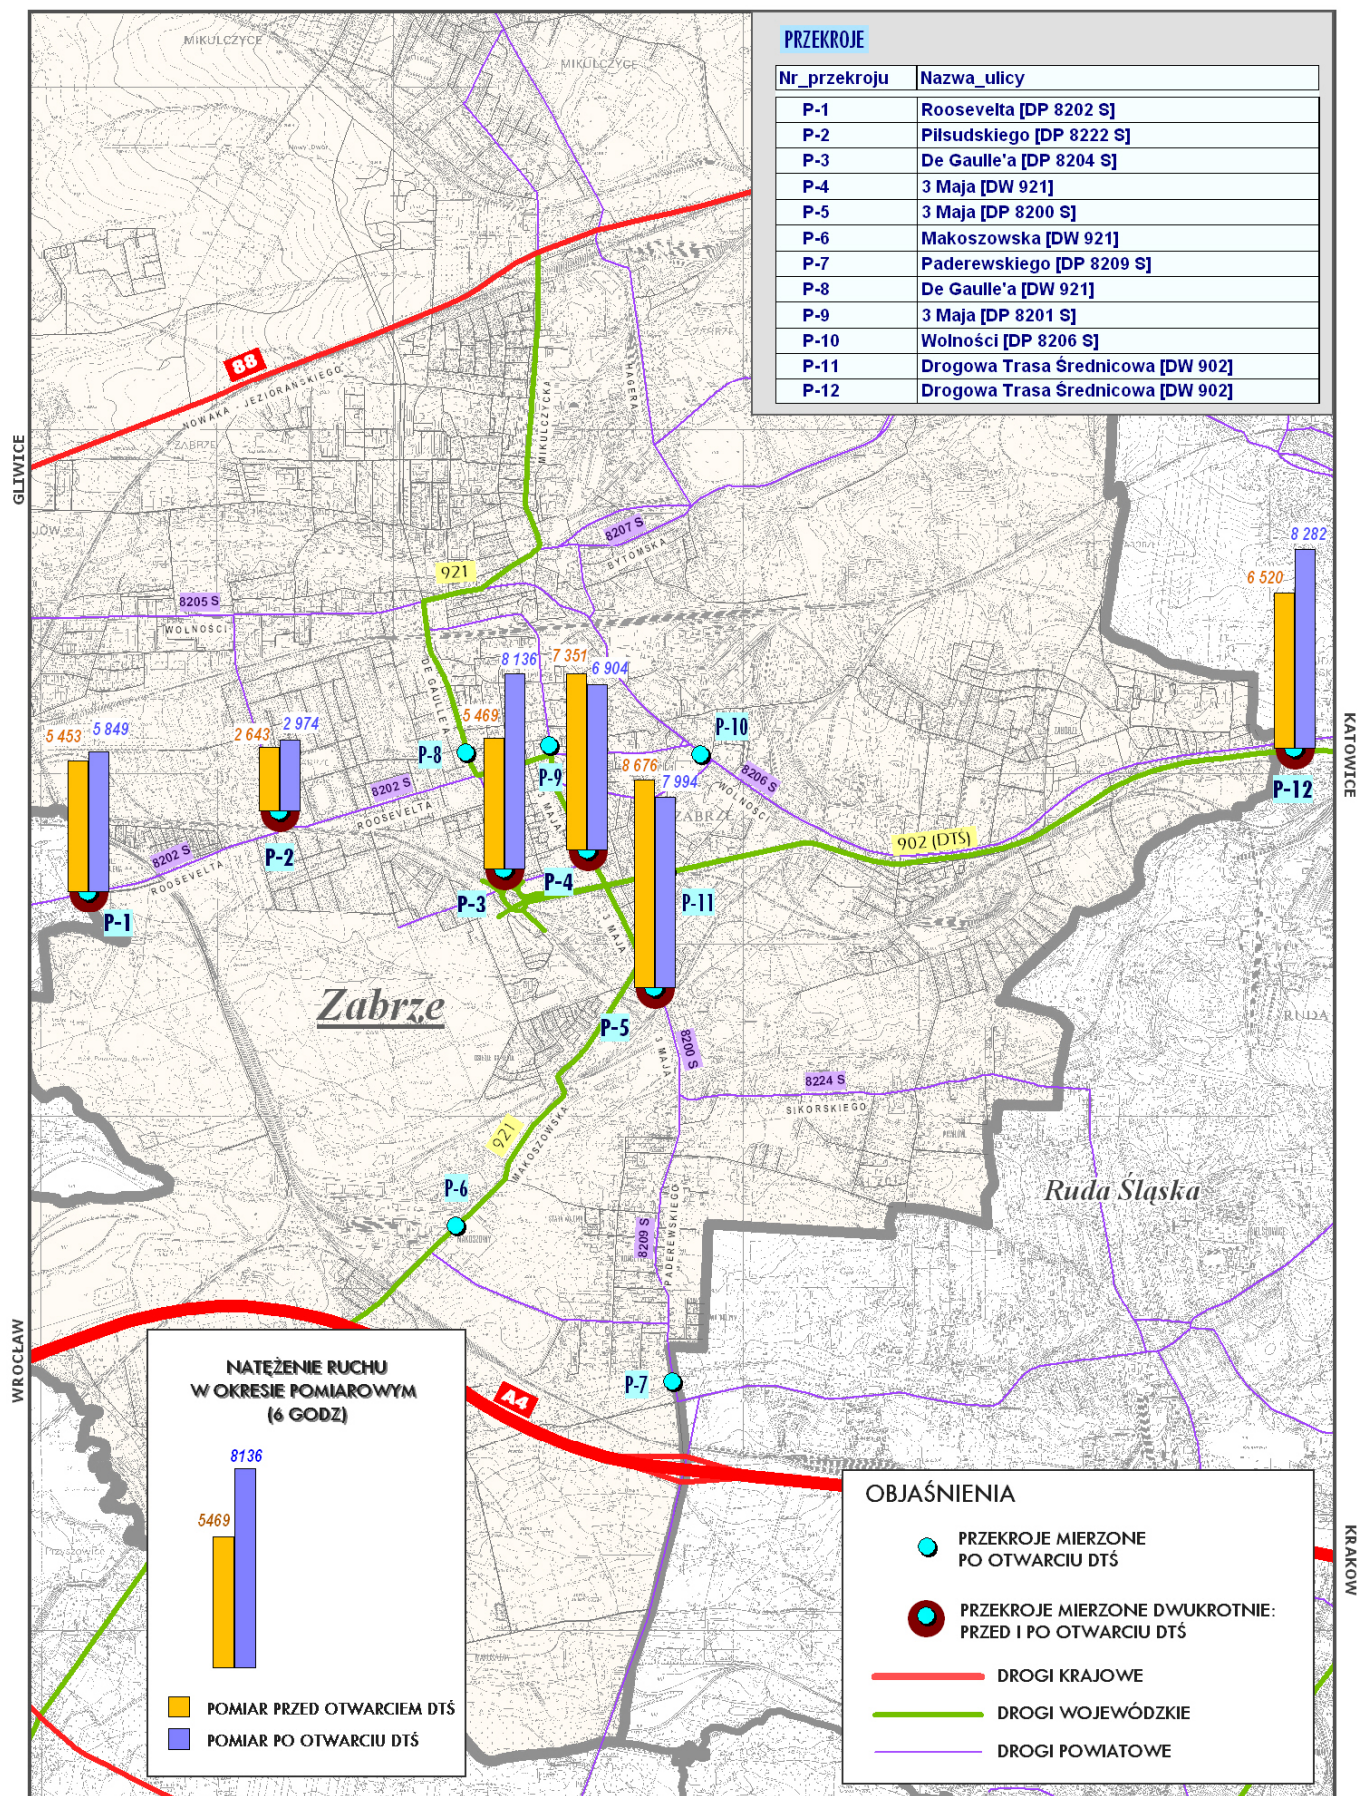 PRZEKROJE
Nr_przekroju Nazwa_ulicy
P-1 Roosevelta [DP 8202 S]
P-2 Piłsudskiego [DP 8222 S]
P-3 De Gaulle'a [DP 8204 S]
P-4 3 Maja [DW 921]
P-5 3 Maja [DP 8200 S]
P-6 Makoszowska [DW 921]
P-7 Paderewskiego [DP 8209 S]
P-8 De Gaulle'a [DW 921]
P-9 3 Maja [DP 8201 S]
P-10 Wolności [DP 8206 S]
P-11 Drogowa Trasa Średnicowa [DW 902]
P-12 Drogowa Trasa Średnicowa [DW 902]
MIKULCZYCE
MIKULCZYCE
88
NOWAKA - JEZIORAŃSKIEGO
ZABRZE
GLIWICE
MIKULCZYCKA
HAGERA
8207 S
BYTOMSKA
921
8205 S
WOLNOŚCI
DE GAULLE'A
8 282
6 520
8 136
7 351
6 904
5 469
5 453
5 849
2 643
2 974
P-8
P-9
P-10
8 676
7 994
8206 S
WOLNOŚCI
ZABRZE
8202 S
ROOSEVELTA
3 MAJA
902 (DTŚ)
KATOWICE
P-12
8202 S
ROOSEVELTA
P-2
P-1
P-3
P-4
P-11
3 MAJA
Zabrze
P-5
RUDA
8200 S
3 MAJA
8224 S
SIKORSKIEGO
921
MAKOSZOWSKA
P-6
MAKOSZOWY
8209 S
PADEREWSKIEGO
Ruda Śląska
WROCŁAW
P-7
A4
KRAKÓW
Przyszowice
NATĘŻENIE RUCHU
W OKRESIE POMIAROWYM
(6 GODZ)
8136
5469
POMIAR PRZED OTWARCIEM DTŚ
POMIAR PO OTWARCIU DTŚ
OBJAŚNIENIA
PRZEKROJE MIERZONE
PO OTWARCIU DTŚ
PRZEKROJE MIERZONE DWUKROTNIE:
PRZED I PO OTWARCIU DTŚ
DROGI KRAJOWE
DROGI WOJEWÓDZKIE
DROGI POWIATOWE